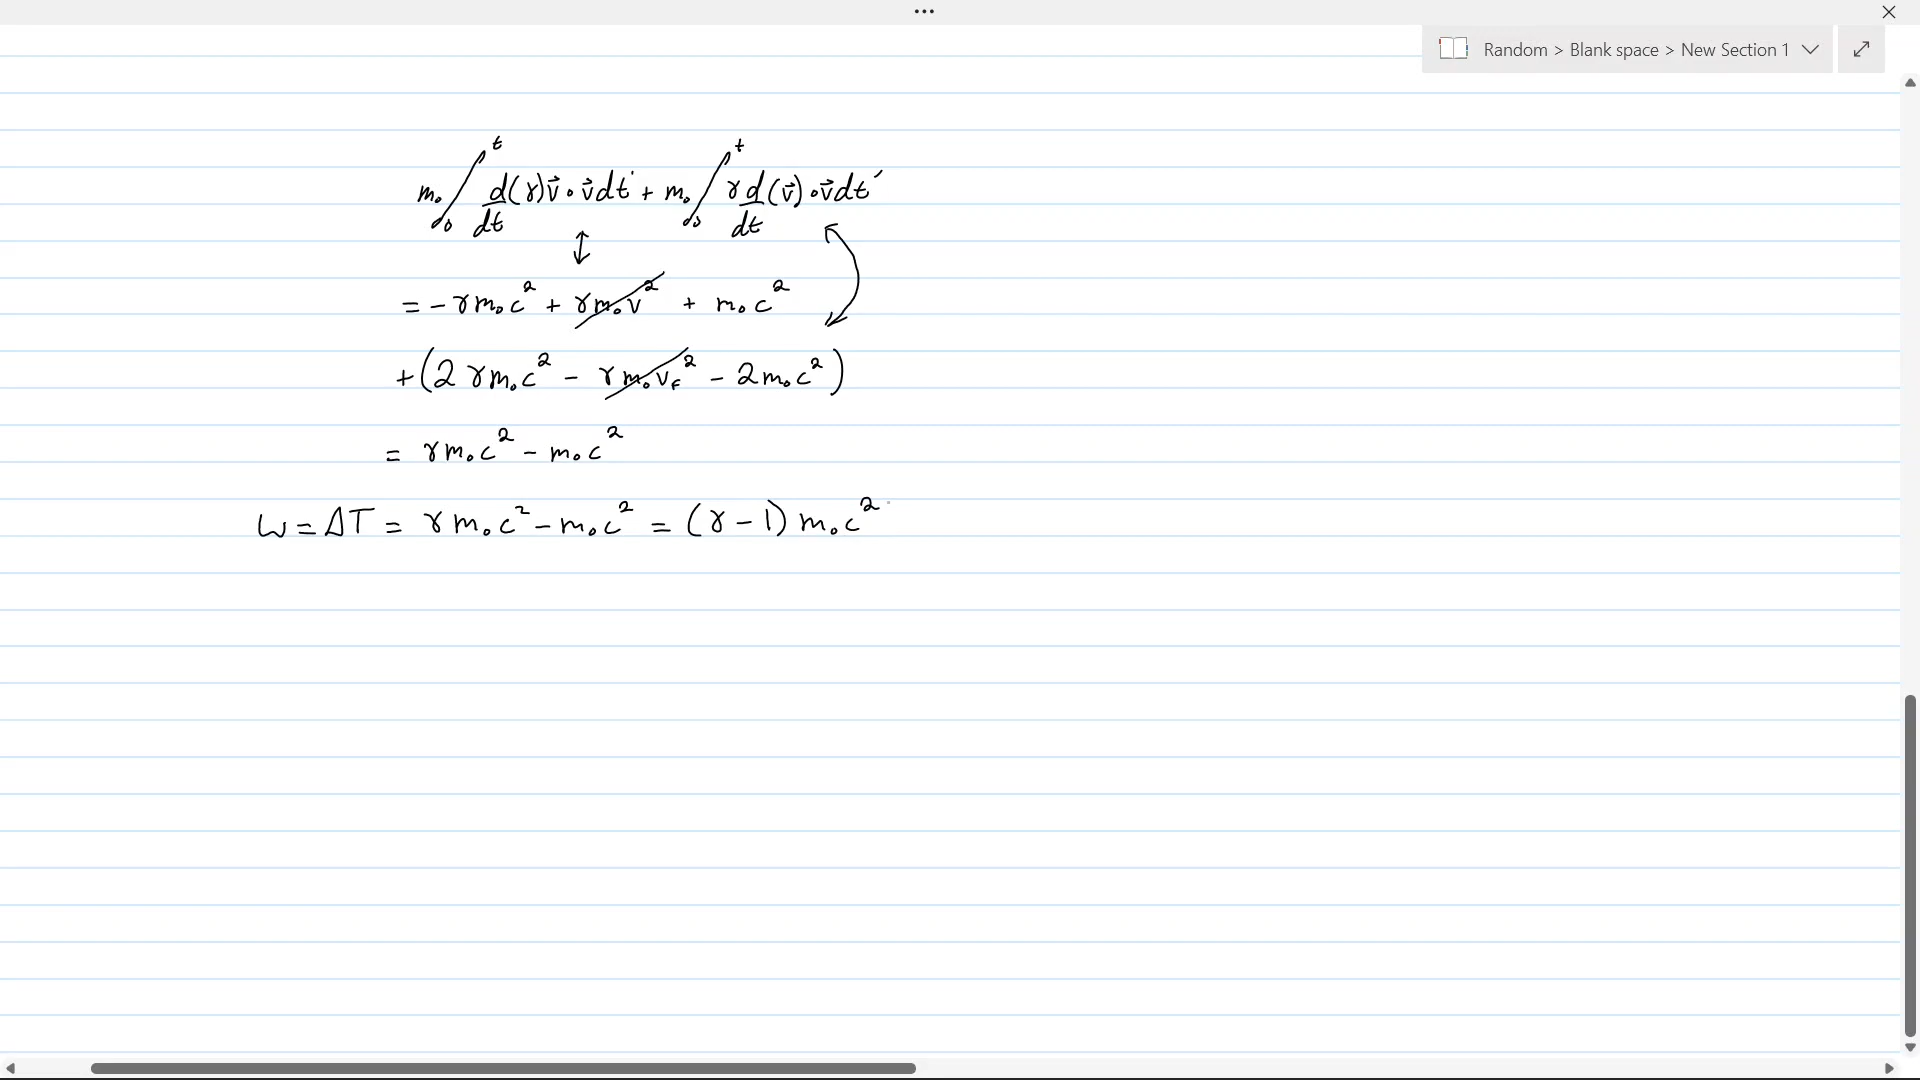 ...
Random > Blank space > New Section 1
m₀ ∫₀ᵗ d/dt (γ) v⃗ ∘ v⃗ dt' + m₀ ∫₀ᵗ γ d/dt (v⃗) ∘ v⃗ dt'
= - γm₀c² + γm₀v² + m₀c²
+ (2γm₀c² - γm₀v_f² - 2m₀c²)
= γm₀c² - m₀c²
W = ΔT = γm₀c² - m₀c² = (γ - 1) m₀c²